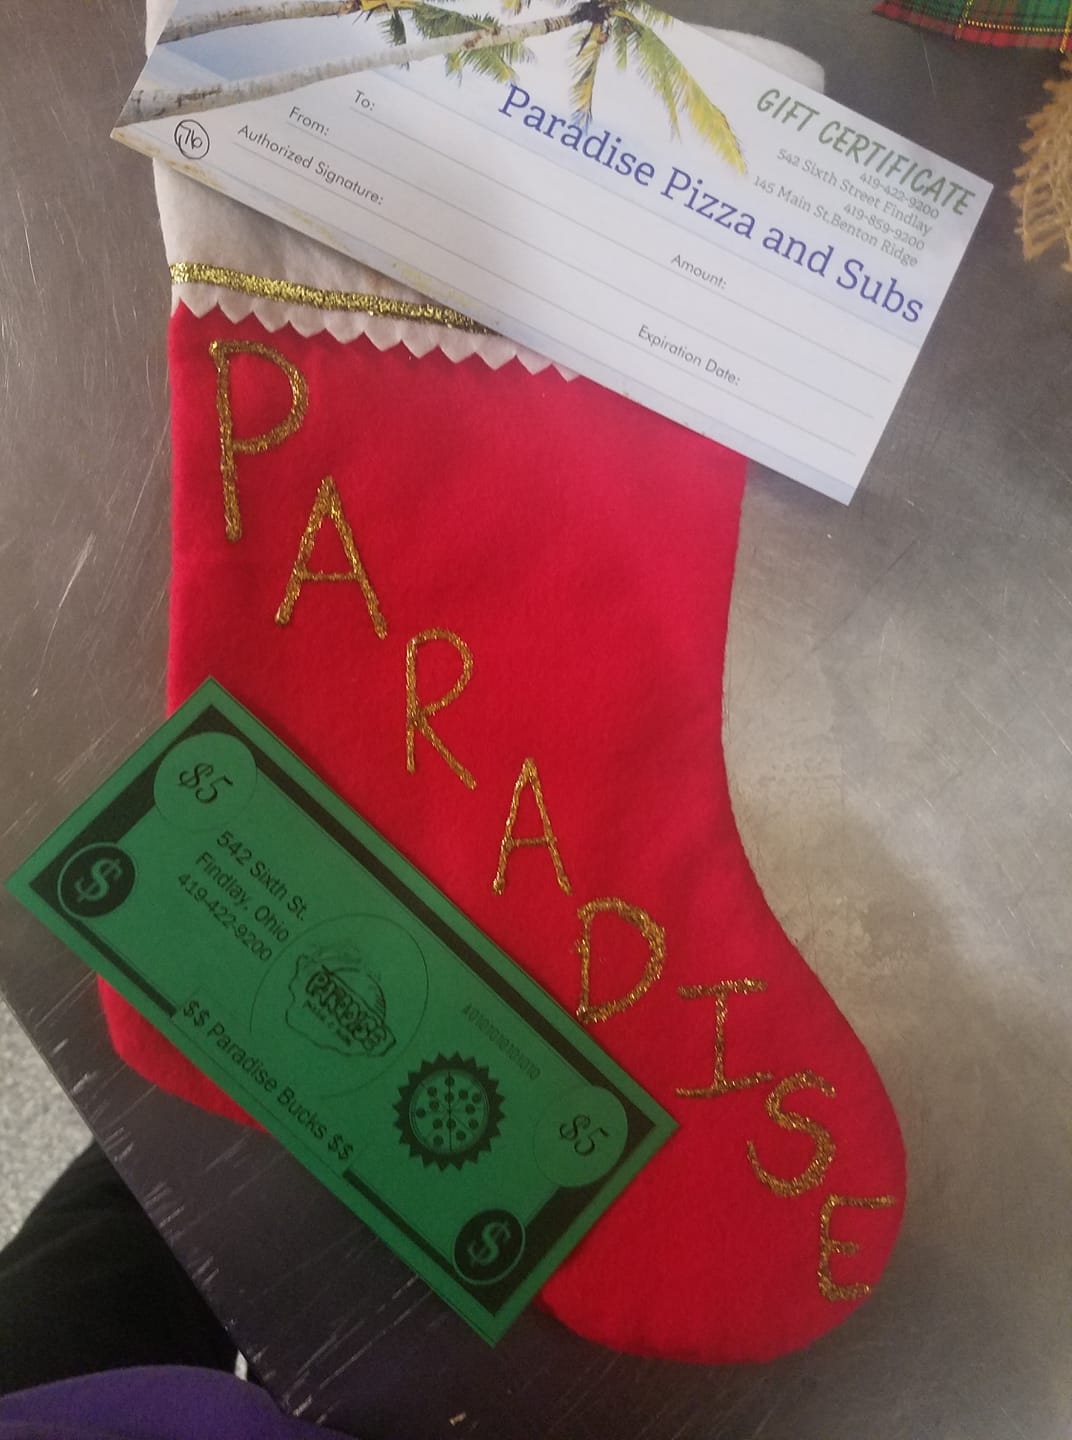 GIFT CERTIFICATE
542 Sixth Street Findlay
419-422-9200
145 Main St,Benton Ridge
419-859-9200
Paradise Pizza and Subs
To:
From:
Authorized Signature:
Amount:
Expiration Date:
76
PARADISE
$5
$
542 Sixth St.
Findlay, Ohio
419-422-9200
PARADISE
$$ Paradise Bucks $$
$5
$